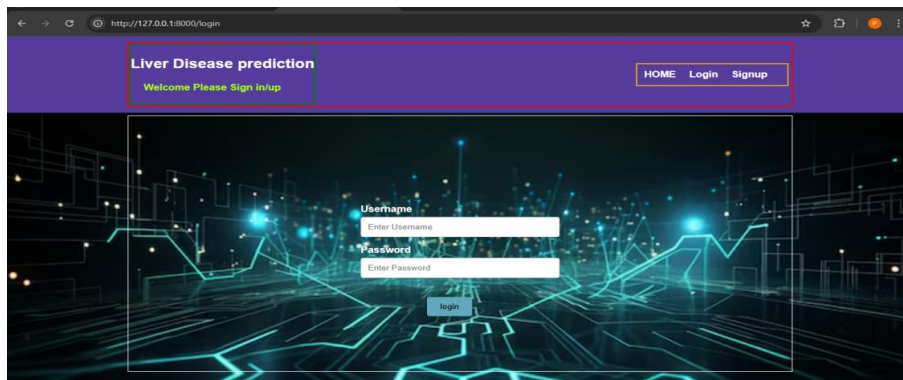 http://127.0.0.1:8000/login
P
Liver Disease prediction
Welcome Please Sign in/up
HOME Login Signup
Username
Enter Username
Password
Enter Password
login